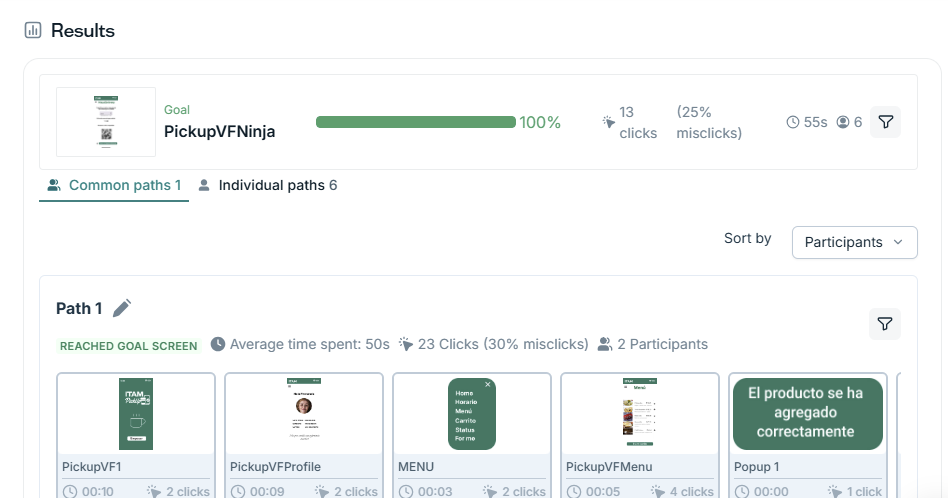 Results
Goal
PickupVFNinja
100%
13 clicks
(25% misclicks)
55s
6
Common paths 1
Individual paths 6
Sort by
Participants
Path 1
REACHED GOAL SCREEN
Average time spent: 50s
23 Clicks (30% misclicks)
2 Participants
ITAM
Menú
Home
Horario
Menú
Carrito
Status
For me
El producto se ha
agregado
correctamente
PickupVF1
PickupVFProfile
MENU
PickupVFMenu
Popup 1
00:10
2 clicks
00:09
2 clicks
00:03
2 clicks
00:05
4 clicks
00:00
1 click